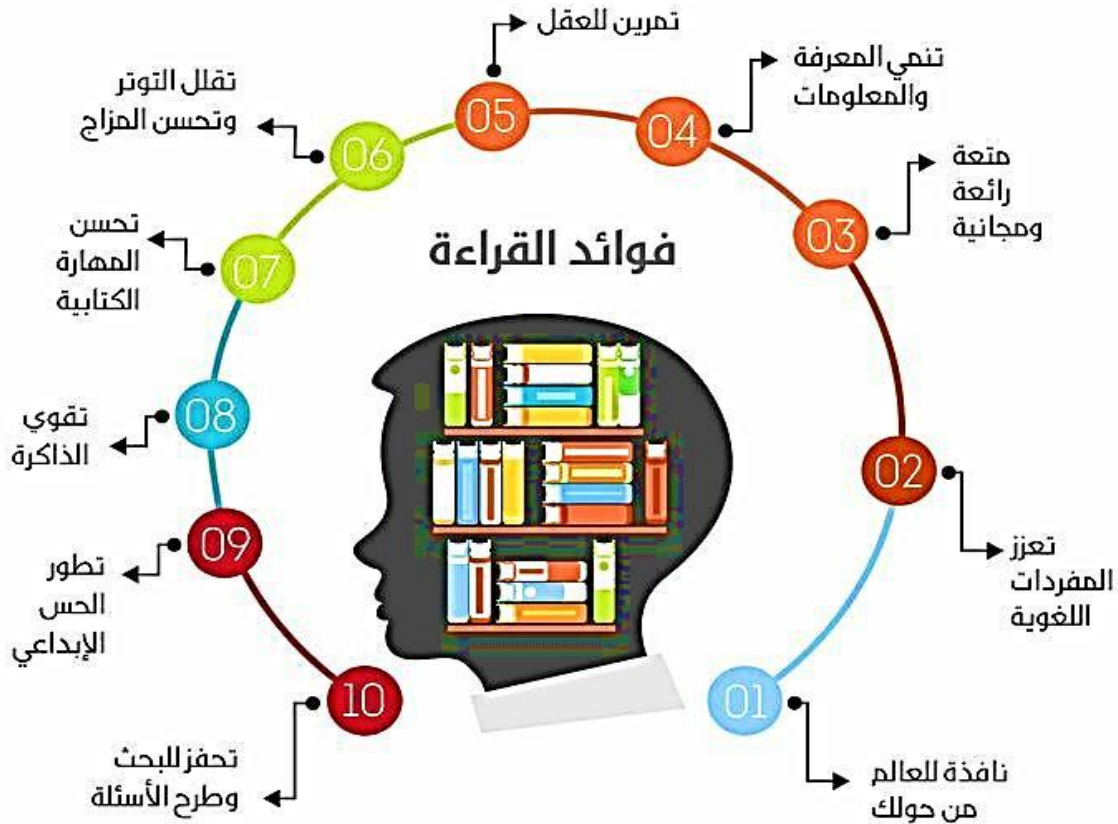 فوائد القراءة
01
نافذة للعالم
من حولك
02
تعزز
المفردات
اللغوية
03
متعة
رائعة
ومجانية
04
تنمي المعرفة
والمعلومات
05
تمرين للعقل
06
تقلل التوتر
وتحسن المزاج
07
تحسن
المهارة
الكتابية
08
تقوي
الذاكرة
09
تطور
الحس
الإبداعي
10
تحفز للبحث
وطرح الأسئلة